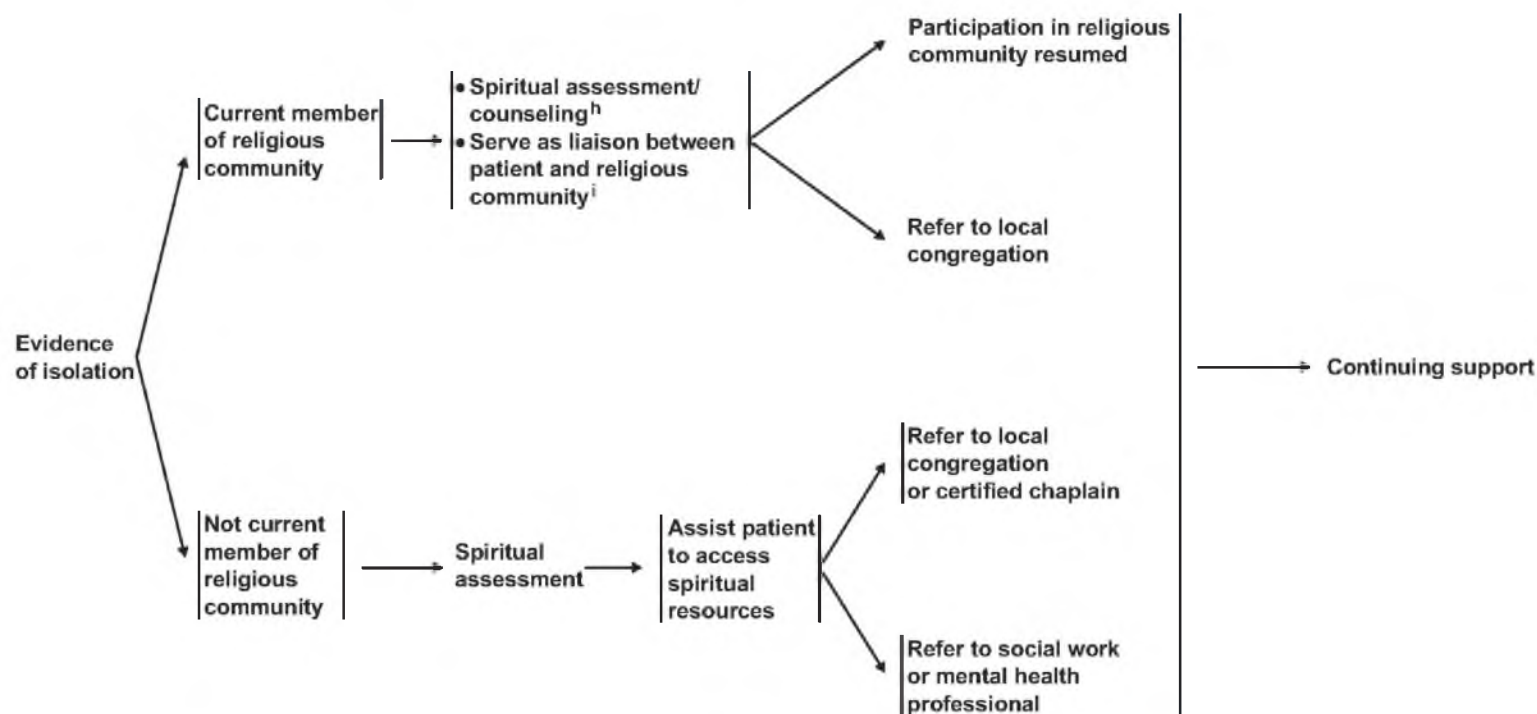 Participation in religious
community resumed
Current member
of religious
community
• Spiritual assessment/
counselingʰ
• Serve as liaison between
patient and religious
communityⁱ
Refer to local
congregation
Evidence
of isolation
Continuing support
Refer to local
congregation
or certified chaplain
Not current
member of
religious
community
Spiritual
assessment
Assist patient
to access
spiritual
resources
Refer to social work
or mental health
professional